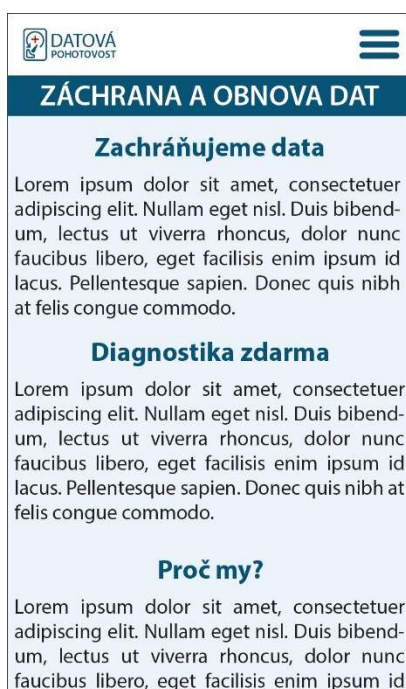 DATOVÁ
POHOTOVOST
ZÁCHRANA A OBNOVA DAT
Zachráňujeme data
Lorem ipsum dolor sit amet, consectetuer
adipiscing elit. Nullam eget nisl. Duis bibend-
um, lectus ut viverra rhoncus, dolor nunc
faucibus libero, eget facilisis enim ipsum id
lacus. Pellentesque sapien. Donec quis nibh
at felis congue commodo.
Diagnostika zdarma
Lorem ipsum dolor sit amet, consectetuer
adipiscing elit. Nullam eget nisl. Duis bibend-
um, lectus ut viverra rhoncus, dolor nunc
faucibus libero, eget facilisis enim ipsum id
lacus. Pellentesque sapien. Donec quis nibh at
felis congue commodo.
Proč my?
Lorem ipsum dolor sit amet, consectetuer
adipiscing elit. Nullam eget nisl. Duis bibend-
um, lectus ut viverra rhoncus, dolor nunc
faucibus libero, eget facilisis enim ipsum id